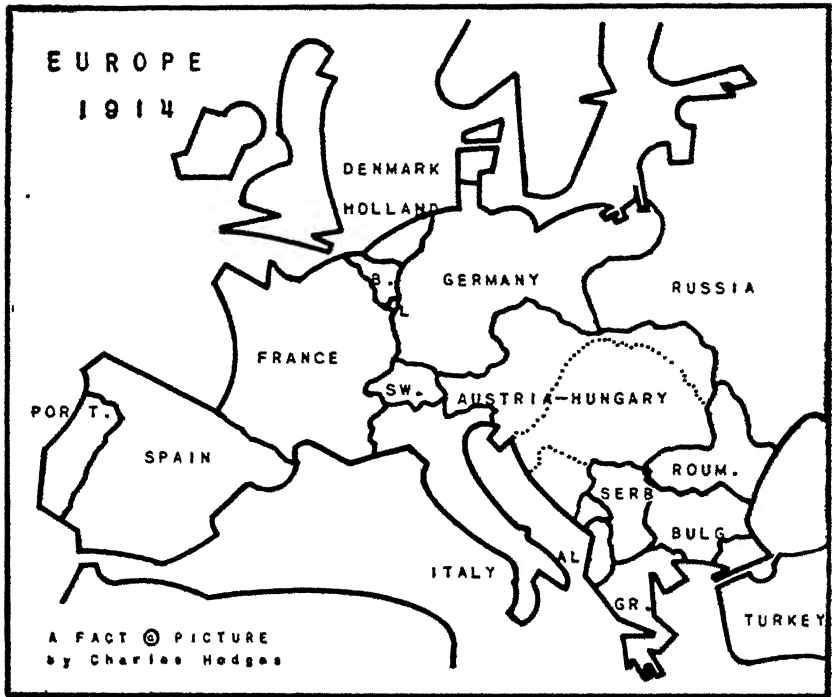 EUROPE
1914
DENMARK
HOLLAND
B.
GERMANY
L
RUSSIA
FRANCE
SW.
AUSTRIA-HUNGARY
PORT.
SPAIN
ROUM.
SERB
BULG
ITALY
AL
GR.
TURKEY
A FACT @ PICTURE
by Charles Hodges